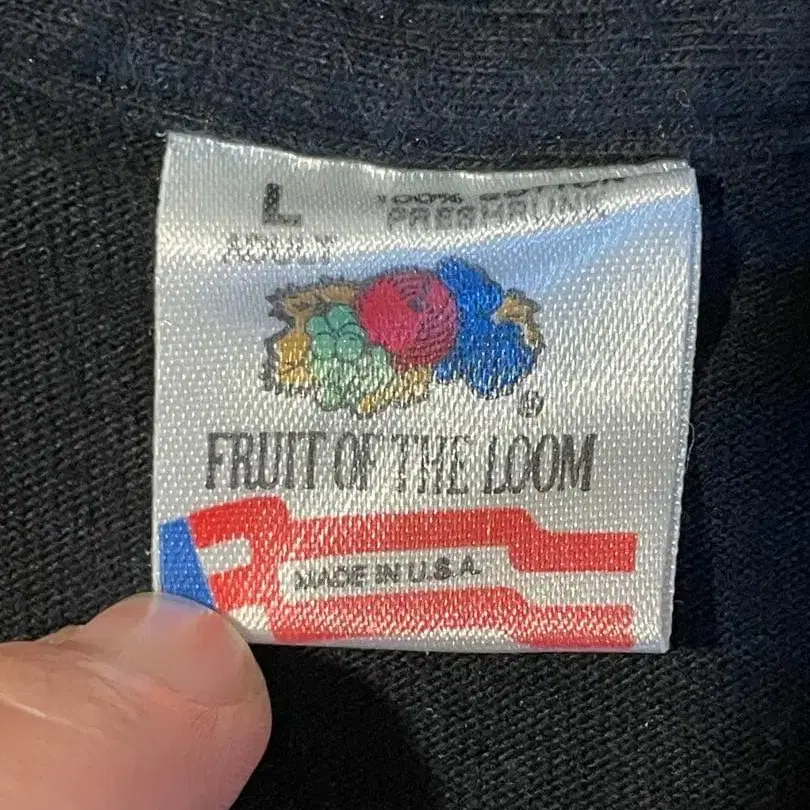 L
ADULT
100% COTTON
PRESHRUNK
®
FRUIT OF THE LOOM
MADE IN U.S.A.